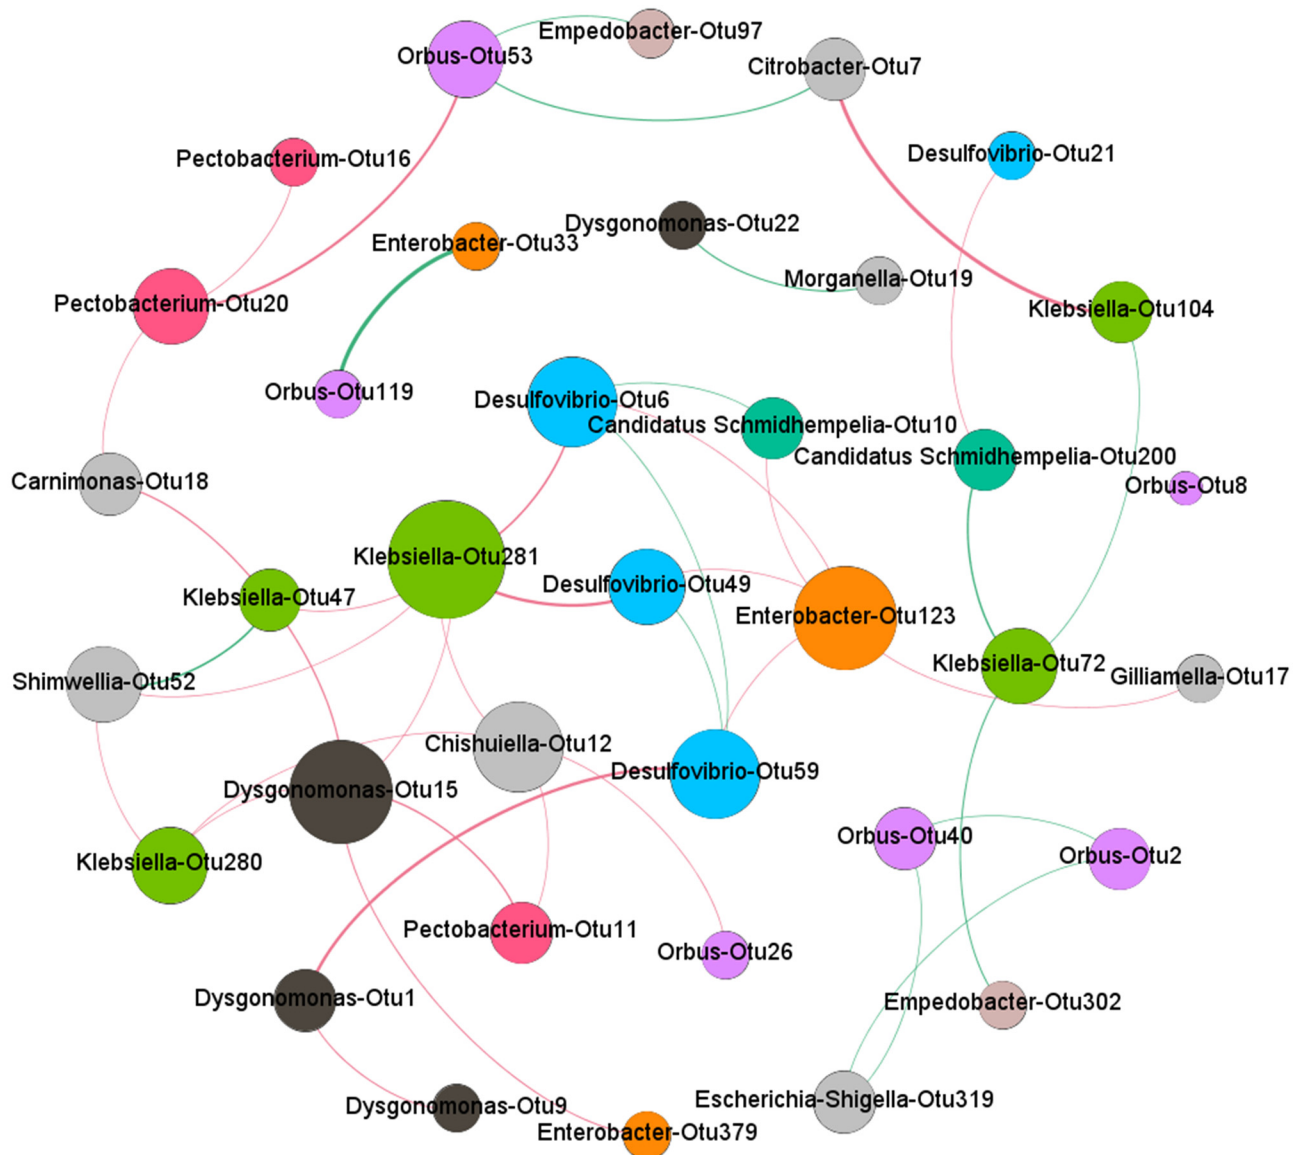 Empedobacter-Otu97
Orbus-Otu53
Citrobacter-Otu7
Pectobacterium-Otu16
Desulfovibrio-Otu21
Dysgonomonas-Otu22
Enterobacter-Otu33
Morganella-Otu19
Pectobacterium-Otu20
Klebsiella-Otu104
Orbus-Otu119
Desulfovibrio-Otu6
Candidatus Schmidhempelia-Otu10
Candidatus Schmidhempelia-Otu200
Carnimonas-Otu18
Orbus-Otu8
Klebsiella-Otu281
Desulfovibrio-Otu49
Klebsiella-Otu47
Enterobacter-Otu123
Klebsiella-Otu72
Gilliamella-Otu17
Shimwellia-Otu52
Chishuiella-Otu12
Desulfovibrio-Otu59
Dysgonomonas-Otu15
Orbus-Otu40
Orbus-Otu2
Klebsiella-Otu280
Pectobacterium-Otu11
Orbus-Otu26
Dysgonomonas-Otu1
Empedobacter-Otu302
Escherichia-Shigella-Otu319
Dysgonomonas-Otu9
Enterobacter-Otu379